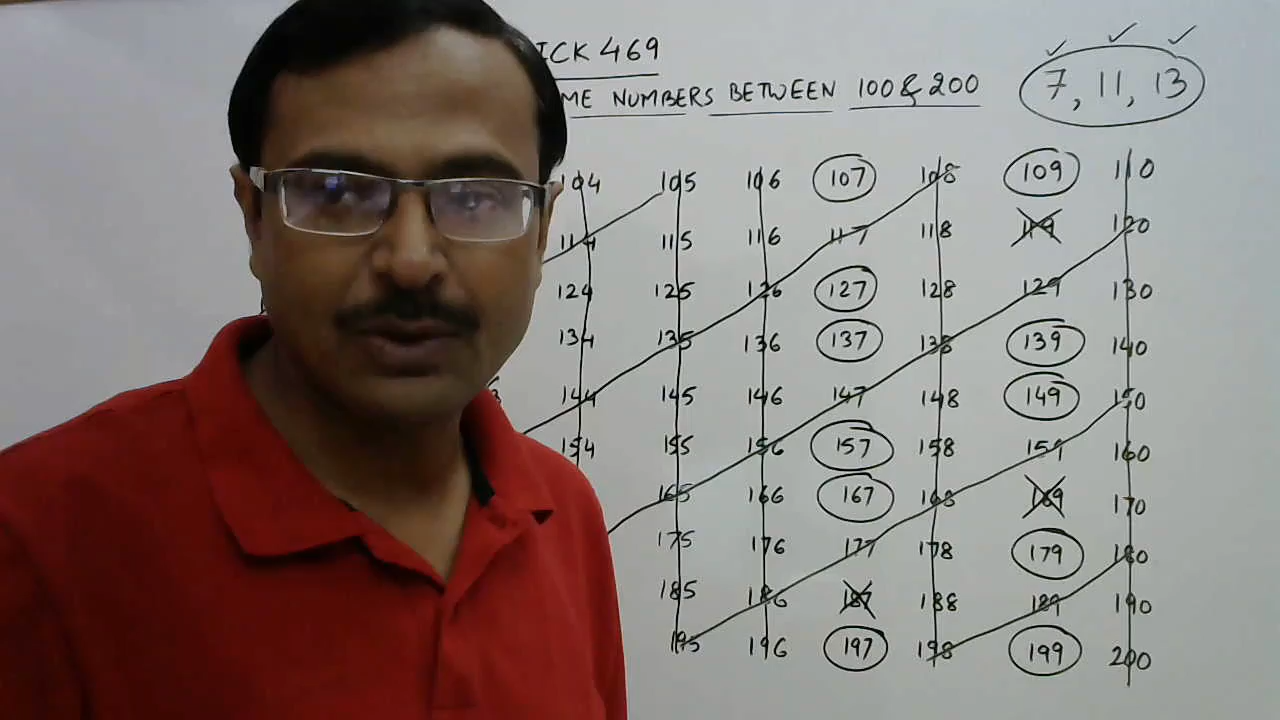 ICK 469
ME NUMBERS BETWEEN 100 & 200
7, 11, 13
104 105 106 107 108 109 110
114 115 116 117 118 119 120
124 125 126 127 128 129 130
134 135 136 137 138 139 140
3 144 145 146 147 148 149 150
154 155 156 157 158 159 160
165 166 167 168 169 170
175 176 177 178 179 180
185 186 187 188 189 190
195 196 197 198 199 200